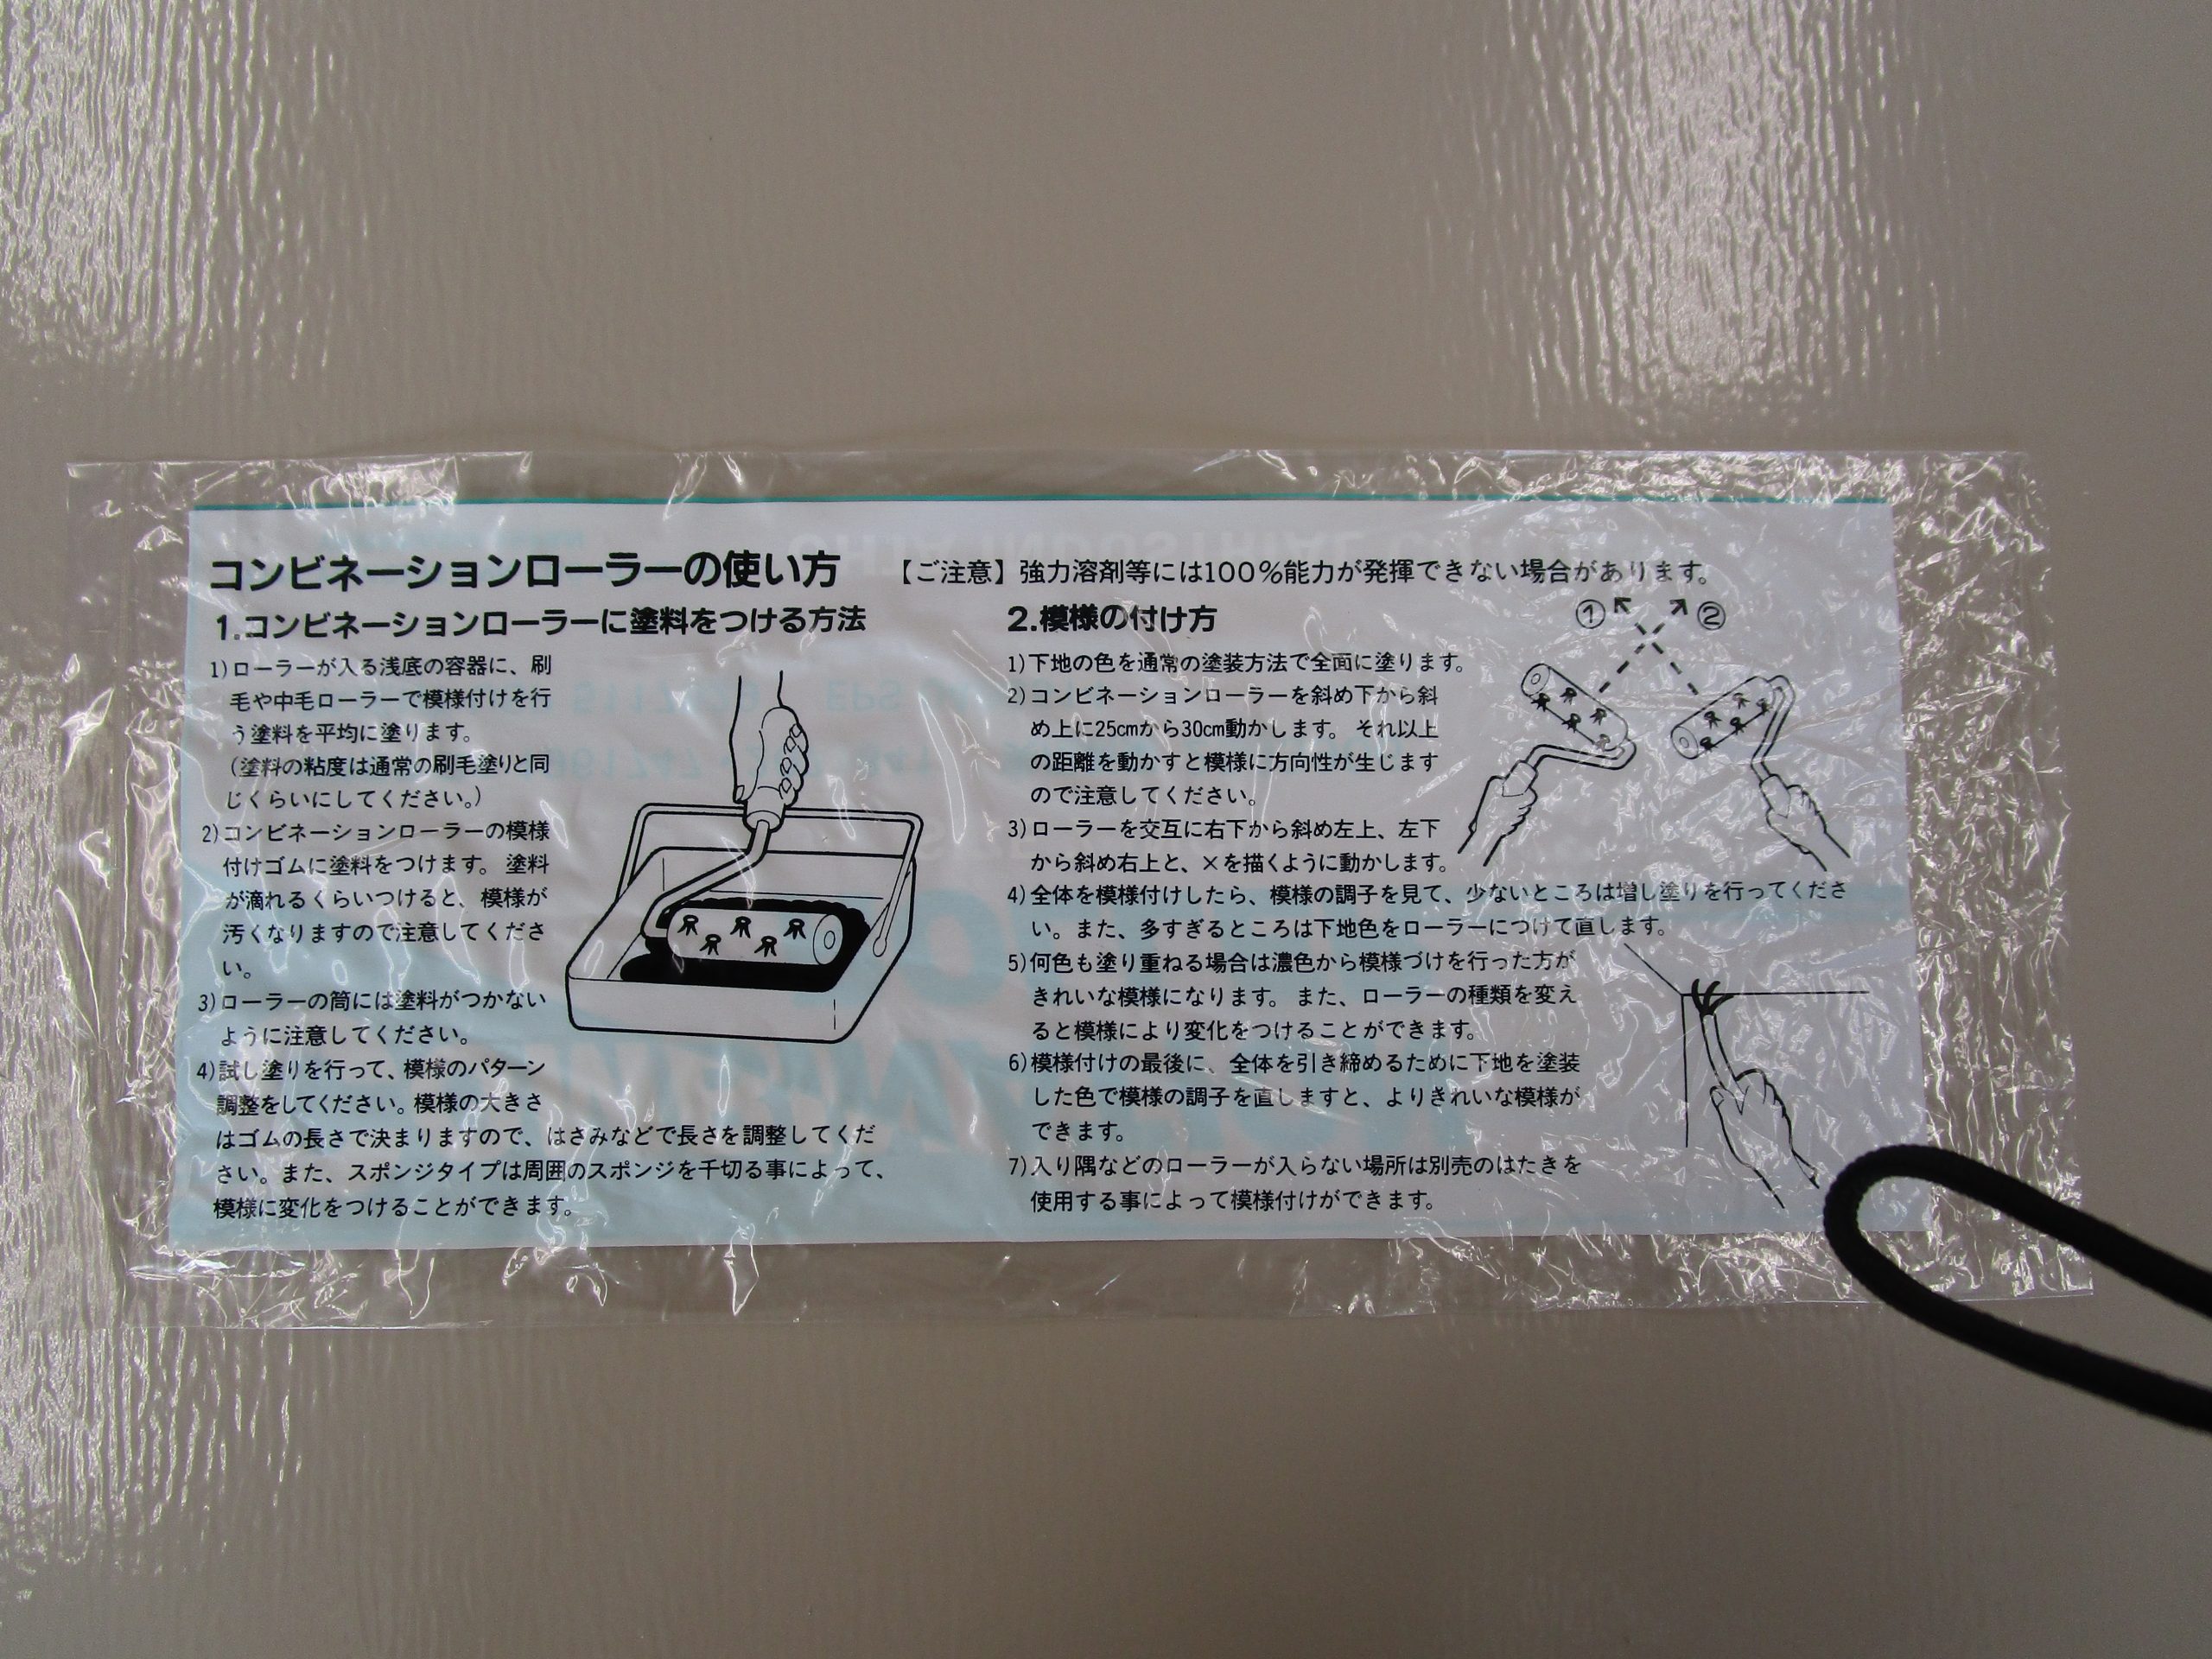 コンビネーションローラーの使い方
【ご注意】強力溶剤等には100％能力が発揮できない場合があります。
1.コンビネーションローラーに塗料をつける方法
1)ローラーが入る浅底の容器に、刷
毛や中毛ローラーで模様付けを行
う塗料を平均に塗ります。
(塗料の粘度は通常の刷毛塗りと同
じくらいにしてください。)
2)コンビネーションローラーの模様
付けゴムに塗料をつけます。塗料
が滴れるくらいつけると、模様が
汚くなりますので注意してくださ
い。
3)ローラーの筒には塗料がつかない
ように注意してください。
4)試し塗りを行って、模様のパターン
調整をしてください。模様の大きさ
はゴムの長さで決まりますので、はさみなどで長さを調整してくだ
さい。また、スポンジタイプは周囲のスポンジを千切る事によって、
模様に変化をつけることができます。
2.模様の付け方
1)下地の色を通常の塗装方法で全面に塗ります。
2)コンビネーションローラーを斜め下から斜
め上に25cmから30cm動かします。それ以上
の距離を動かすと模様に方向性が生じます
ので注意してください。
3)ローラーを交互に右下から斜め左上、左下
から斜め右上と、×を描くように動かします。
4)全体を模様付けしたら、模様の調子を見て、少ないところは増し塗りを行ってくださ
い。また、多すぎるところは下地色をローラーにつけて直します。
5)何色も塗り重ねる場合は濃色から模様づけを行った方が
きれいな模様になります。また、ローラーの種類を変え
ると模様により変化をつけることができます。
6)模様付けの最後に、全体を引き締めるために下地を塗装
した色で模様の調子を直しますと、よりきれいな模様が
できます。
7)入り隅などのローラーが入らない場所は別売のはたきを
使用する事によって模様付けができます。
① ②